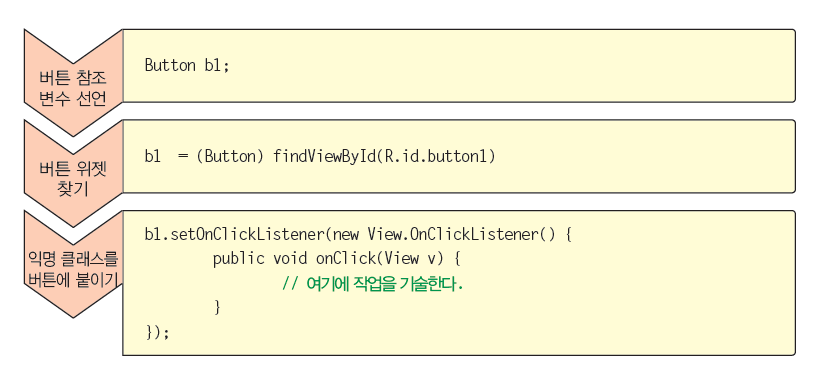 버튼 참조
변수 선언
Button b1;
버튼 위젯
찾기
b1 = (Button) findViewById(R.id.button1)
익명 클래스를
버튼에 붙이기
b1.setOnClickListener(new View.OnClickListener() {
public void onClick(View v) {
// 여기에 작업을 기술한다.
}
});